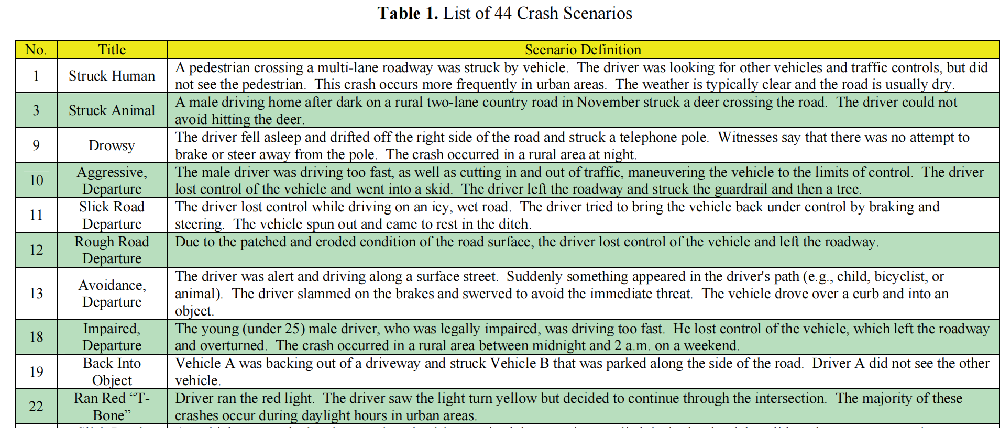 Table 1. List of 44 Crash Scenarios
No. Title Scenario Definition
1 Struck Human A pedestrian crossing a multi-lane roadway was struck by vehicle. The driver was looking for other vehicles and traffic controls, but did
not see the pedestrian. This crash occurs more frequently in urban areas. The weather is typically clear and the road is usually dry.
3 Struck Animal A male driving home after dark on a rural two-lane country road in November struck a deer crossing the road. The driver could not
avoid hitting the deer.
9 Drowsy The driver fell asleep and drifted off the right side of the road and struck a telephone pole. Witnesses say that there was no attempt to
brake or steer away from the pole. The crash occurred in a rural area at night.
10 Aggressive,
Departure
The male driver was driving too fast, as well as cutting in and out of traffic, maneuvering the vehicle to the limits of control. The driver
lost control of the vehicle and went into a skid. The driver left the roadway and struck the guardrail and then a tree.
11 Slick Road
Departure
The driver lost control while driving on an icy, wet road. The driver tried to bring the vehicle back under control by braking and
steering. The vehicle spun out and came to rest in the ditch.
12 Rough Road
Departure
Due to the patched and eroded condition of the road surface, the driver lost control of the vehicle and left the roadway.
13 Avoidance,
Departure
The driver was alert and driving along a surface street. Suddenly something appeared in the driver's path (e.g., child, bicyclist, or
animal). The driver slammed on the brakes and swerved to avoid the immediate threat. The vehicle drove over a curb and into an
object.
18 Impaired,
Departure
The young (under 25) male driver, who was legally impaired, was driving too fast. He lost control of the vehicle, which left the roadway
and overturned. The crash occurred in a rural area between midnight and 2 a.m. on a weekend.
19 Back Into
Object
Vehicle A was backing out of a driveway and struck Vehicle B that was parked along the side of the road. Driver A did not see the other
vehicle.
22 Ran Red “T-
Bone”
Driver ran the red light. The driver saw the light turn yellow but decided to continue through the intersection. The majority of these
crashes occur during daylight hours in urban areas.